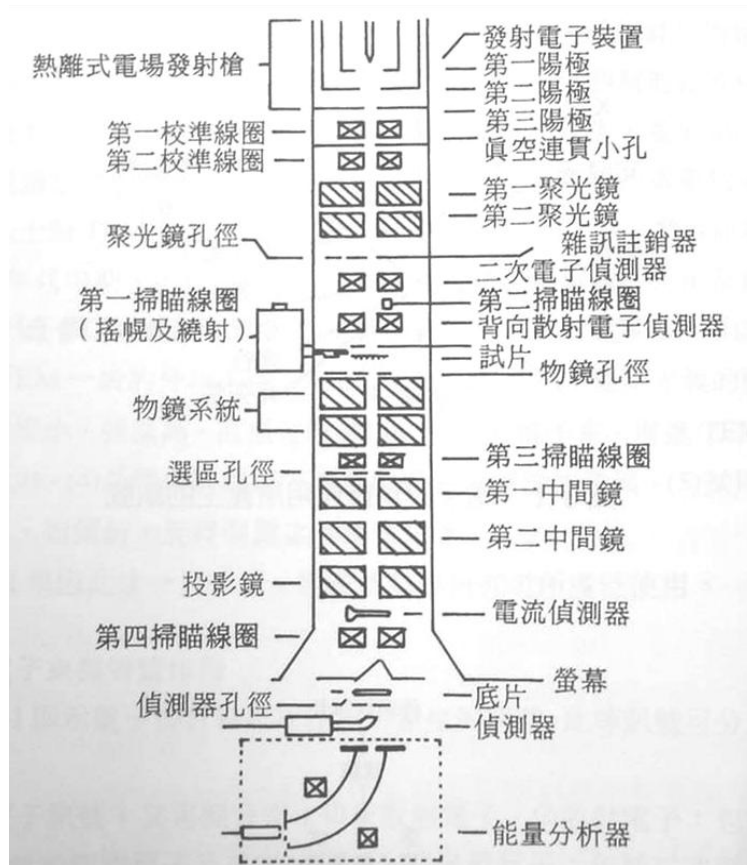 熱離式電場發射槍
發射電子裝置
第一陽極
第二陽極
第三陽極
第一校準線圈
第二校準線圈
眞空連貫小孔
第一聚光鏡
第二聚光鏡
聚光鏡孔徑
雜訊註銷器
二次電子偵測器
第一掃瞄線圈
(搖幌及繞射)
第二掃瞄線圈
背向散射電子偵測器
試片
物鏡孔徑
物鏡系統
選區孔徑
第三掃瞄線圈
第一中間鏡
第二中間鏡
投影鏡
電流偵測器
第四掃瞄線圈
螢幕
偵測器孔徑
底片
偵測器
能量分析器